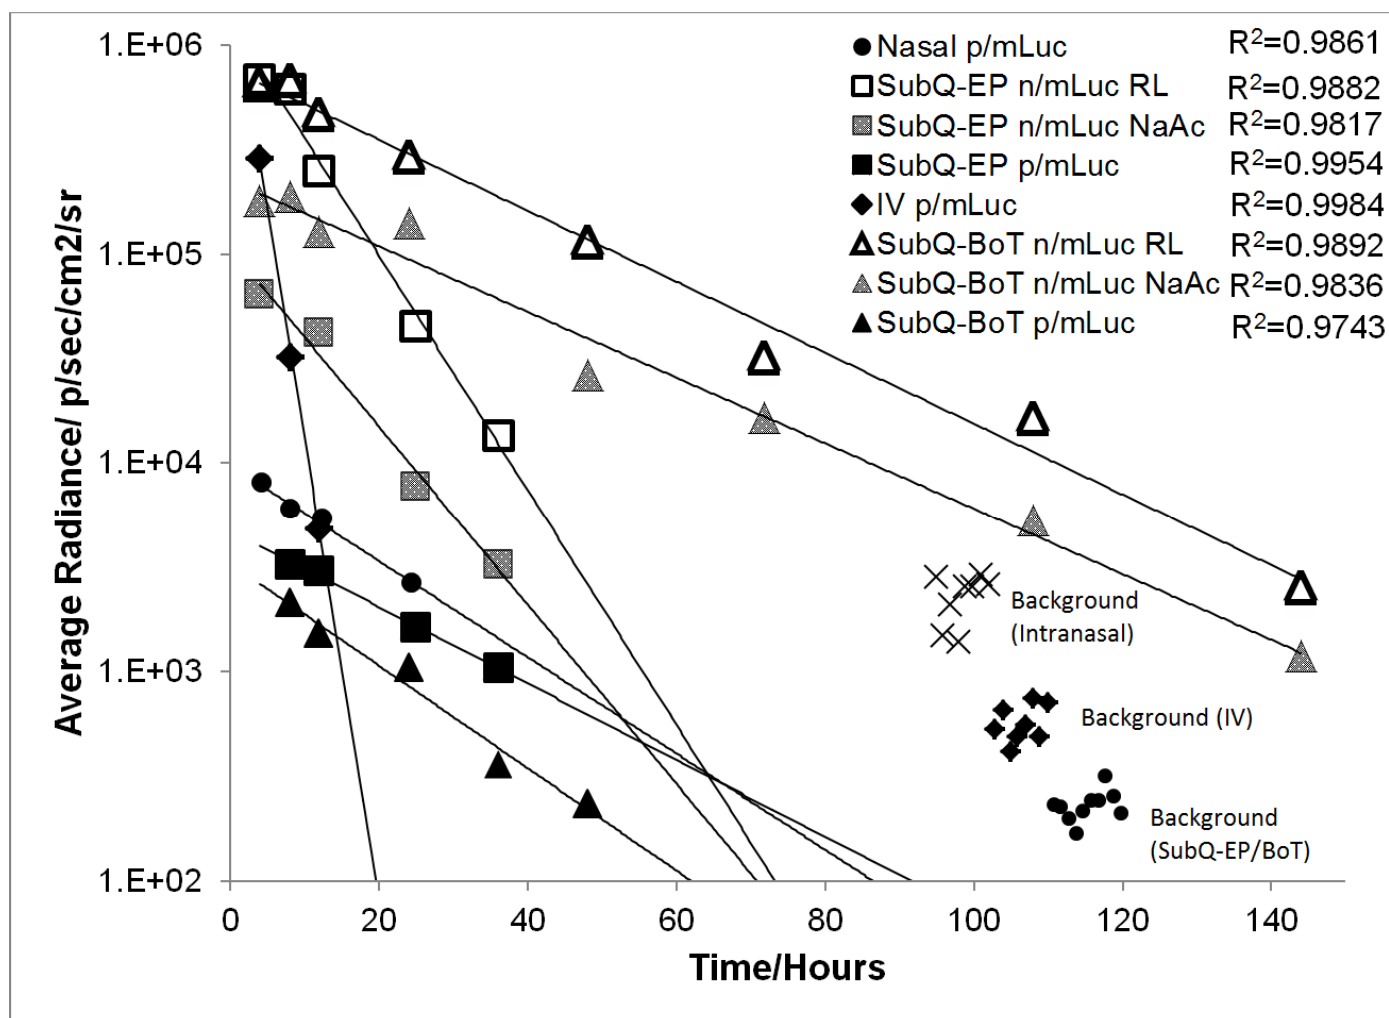 1.E+06
1.E+05
1.E+04
1.E+03
1.E+02
Average Radiance/ p/sec/cm2/sr
Nasal p/mLuc R²=0.9861
SubQ-EP n/mLuc RL R²=0.9882
SubQ-EP n/mLuc NaAc R²=0.9817
SubQ-EP p/mLuc R²=0.9954
IV p/mLuc R²=0.9984
SubQ-BoT n/mLuc RL R²=0.9892
SubQ-BoT n/mLuc NaAc R²=0.9836
SubQ-BoT p/mLuc R²=0.9743
Background
(Intranasal)
Background (IV)
Background
(SubQ-EP/BoT)
0 20 40 60 80 100 120 140
Time/Hours